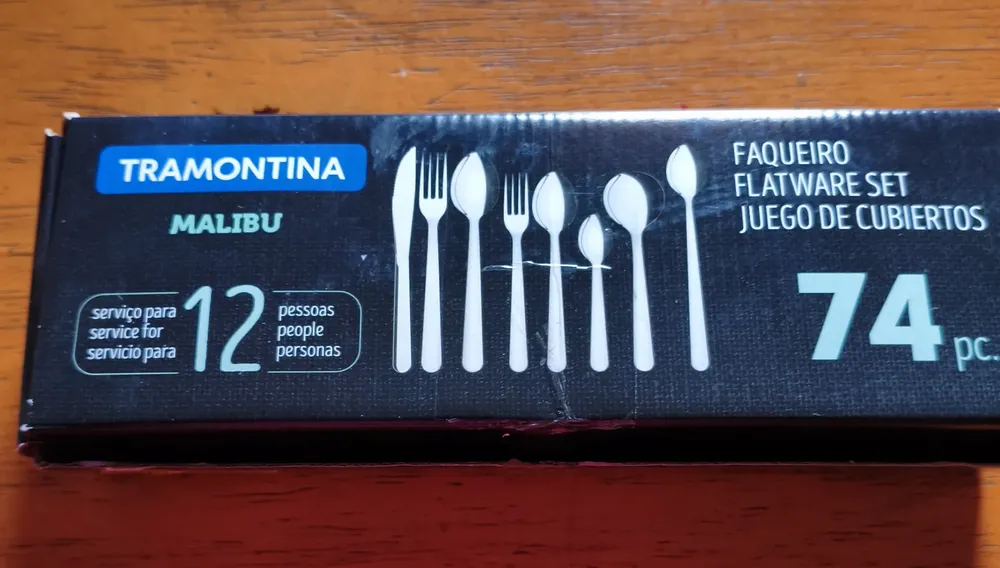 TRAMONTINA
MALIBU
serviço para
service for
servicio para
12
pessoas
people
personas
FAQUEIRO
FLATWARE SET
JUEGO DE CUBIERTOS
74 pc.